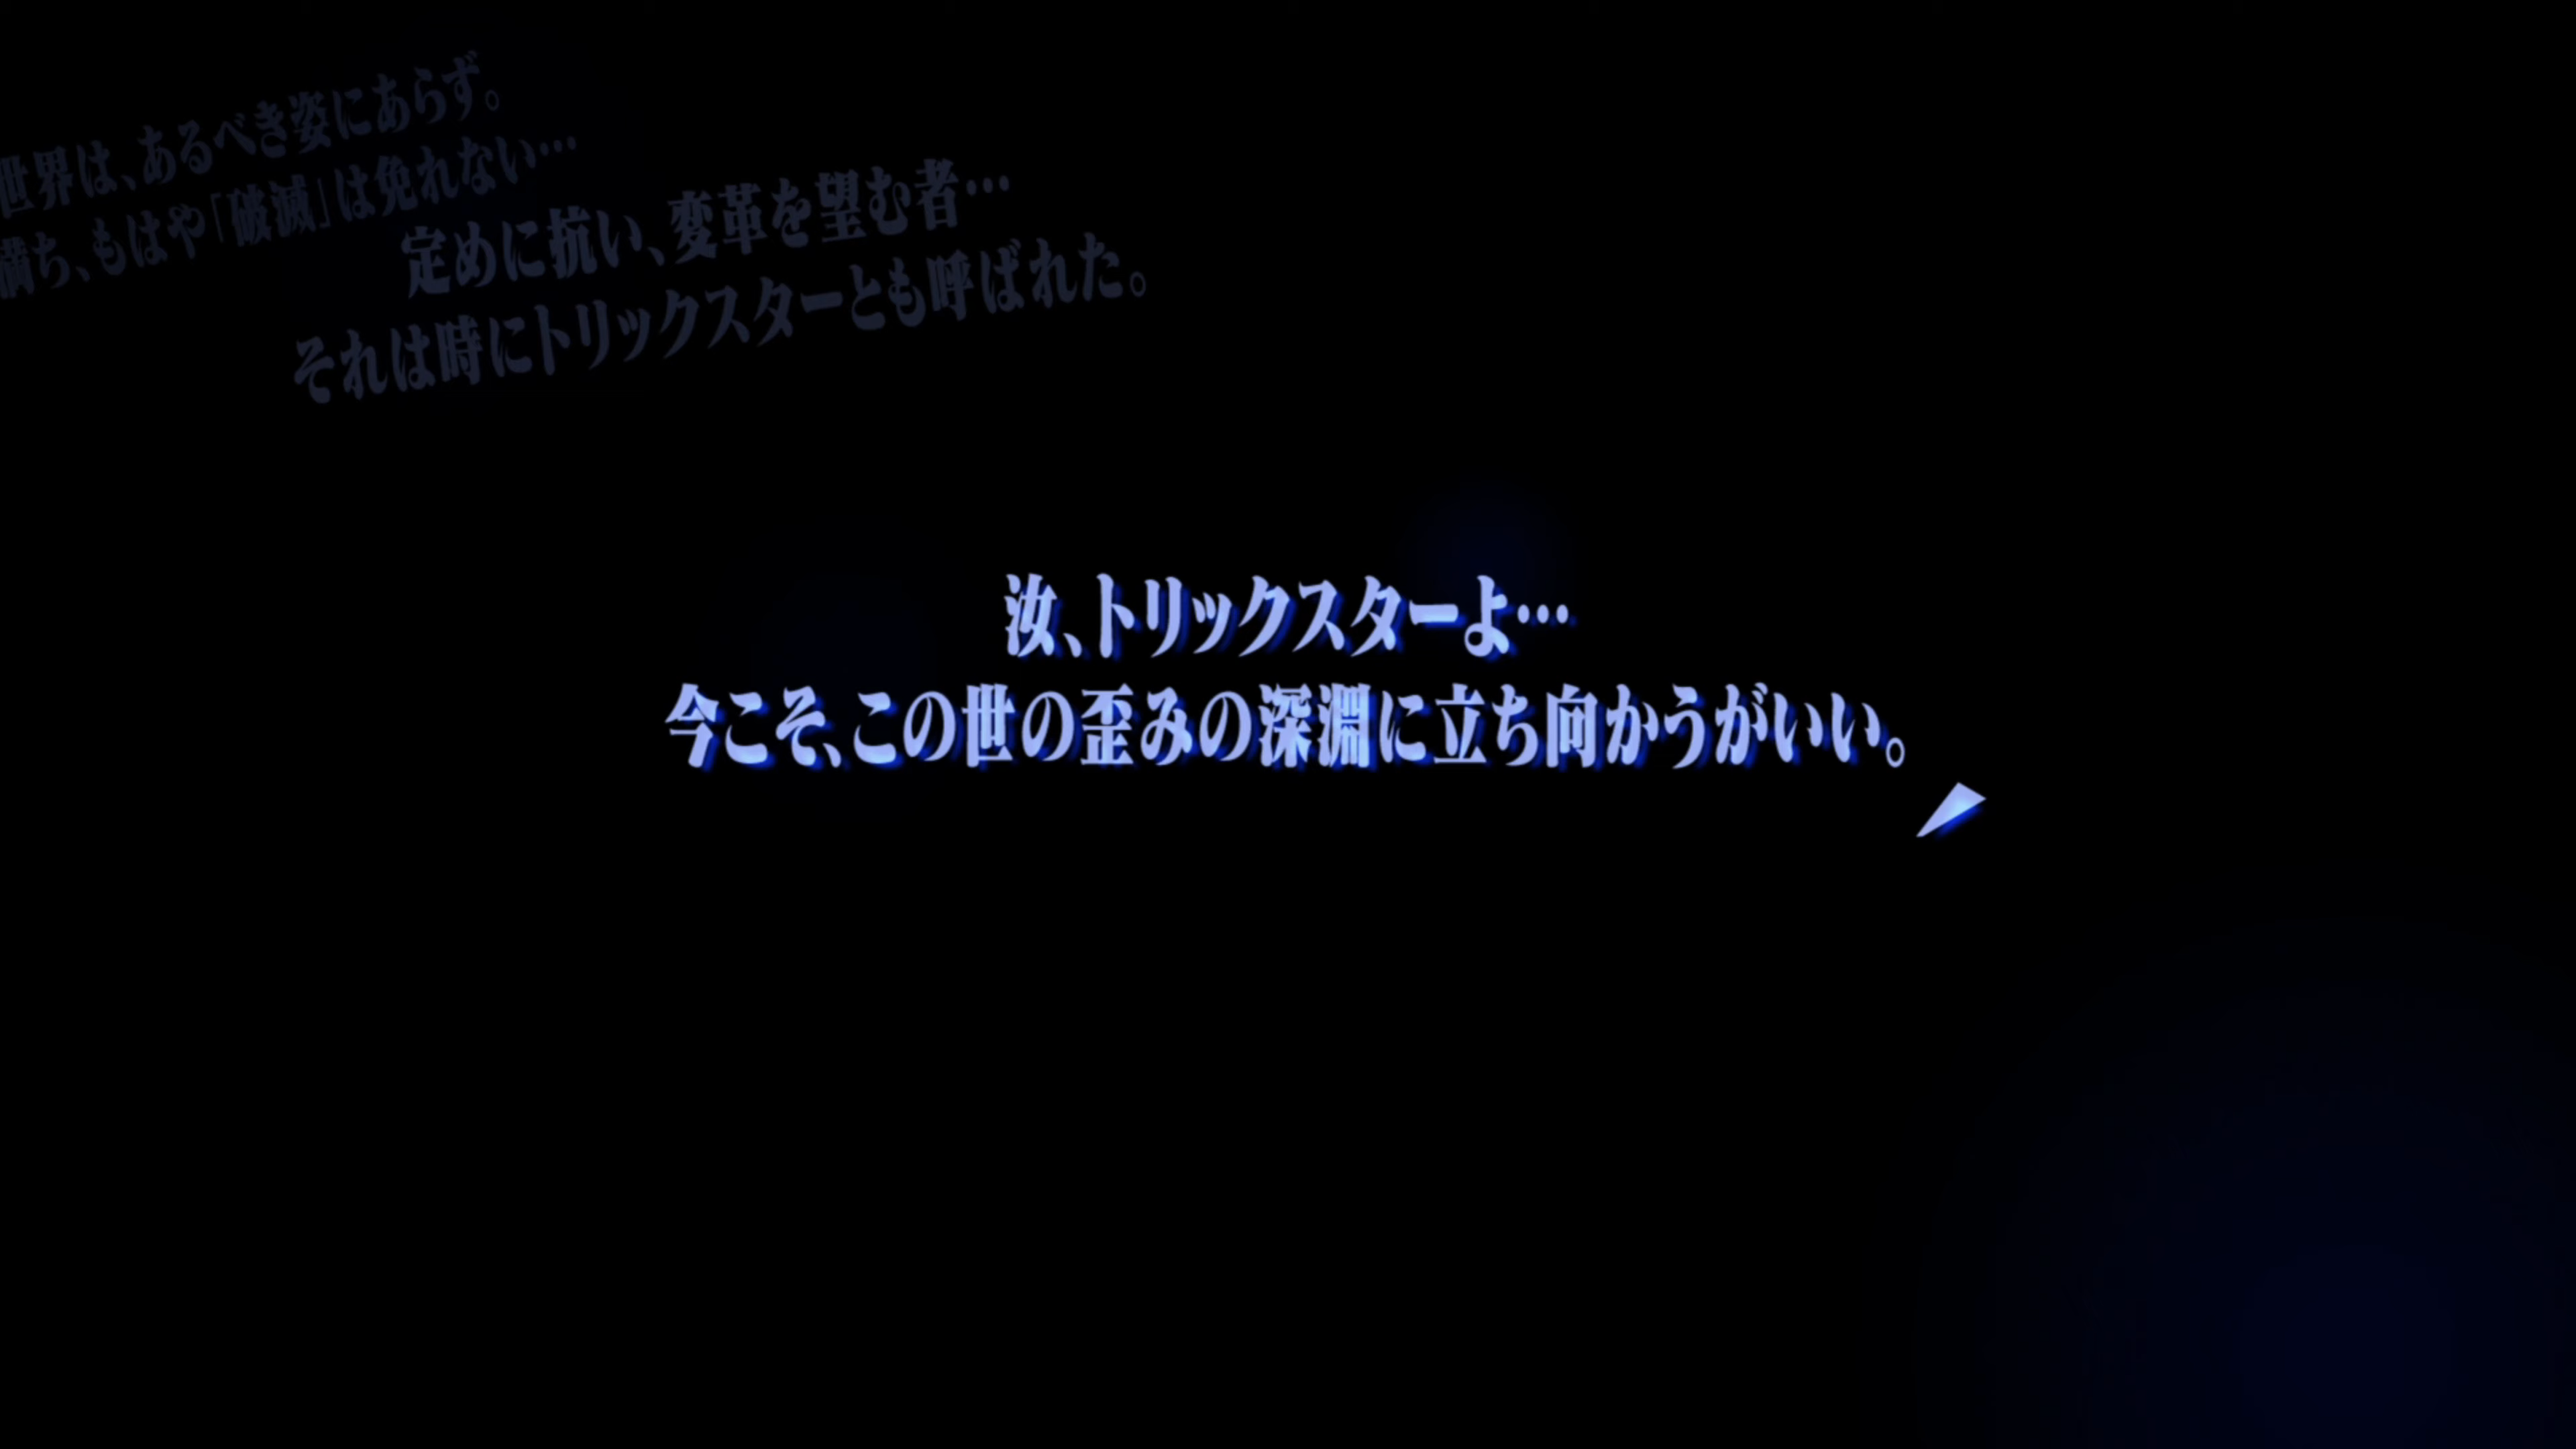 世界は、あるべき姿にあらず。
満ち、もはや「破滅」は免れない…
定めに抗い、変革を望む者…
それは時にトリックスターとも呼ばれた。
汝、トリックスターよ…
今こそ、この世の歪みの深淵に立ち向かうがいい。